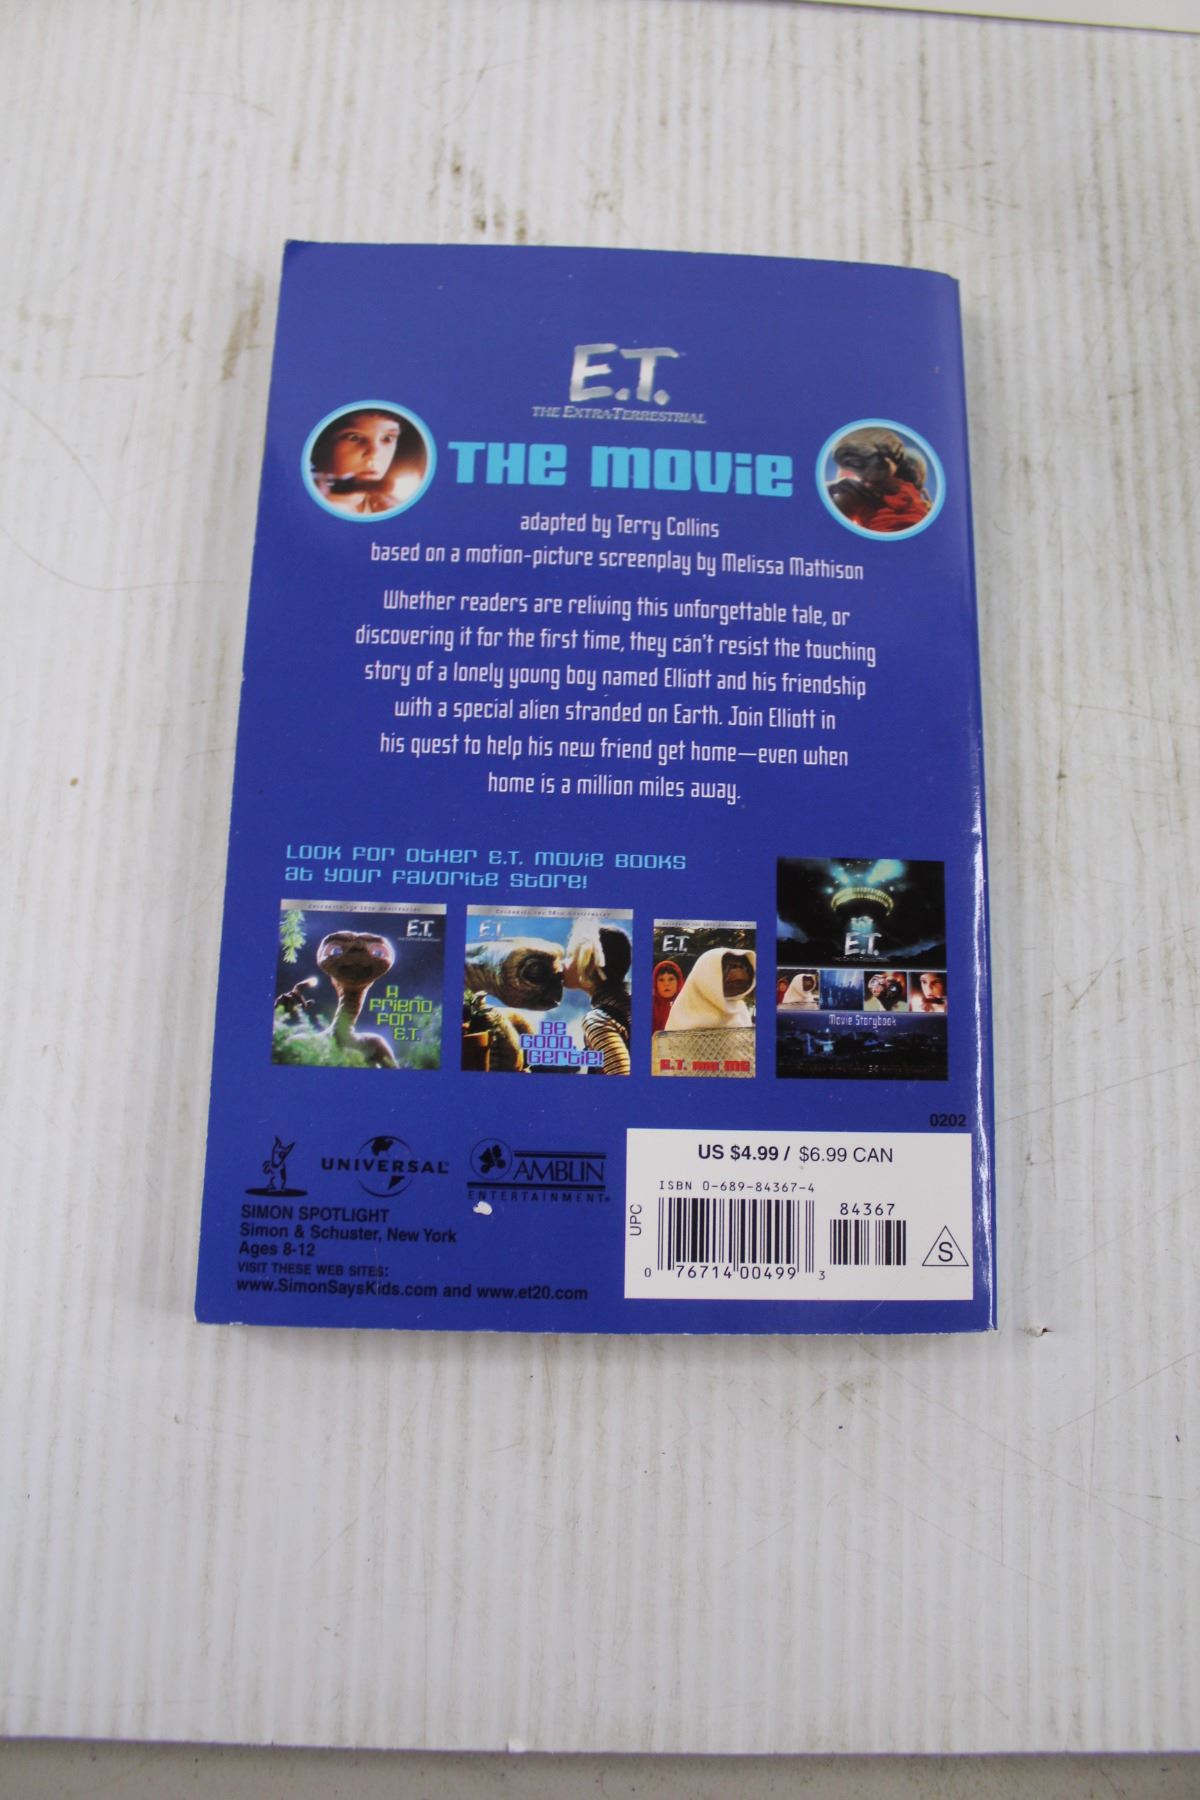 E.T.
THE EXTRA-TERRESTRIAL
THE MOVIE
adapted by Terry Collins
based on a motion-picture screenplay by Melissa Mathison
Whether readers are reliving this unforgettable tale, or
discovering it for the first time, they can't resist the touching
story of a lonely young boy named Elliott and his friendship
with a special alien stranded on Earth. Join Elliott in
his quest to help his new friend get home—even when
home is a million miles away.
LOOK FOR OTHER E.T. MOVIE BOOKS
AT YOUR FAVORITE STORE!
E.T.
A
FRIEND
FOR
E.T.
E.T.
BE
GOOD,
GERTIE!
E.T.
E.T. AND ME
E.T.
Movie Storybook
0202
UNIVERSAL
AMBLIN
ENTERTAINMENT®
SIMON SPOTLIGHT
Simon & Schuster, New York
Ages 8-12
VISIT THESE WEB SITES:
www.SimonSaysKids.com and www.et20.com
US $4.99 / $6.99 CAN
ISBN 0-689-84367-4
84367
UPC
0 76714 00499 3
S